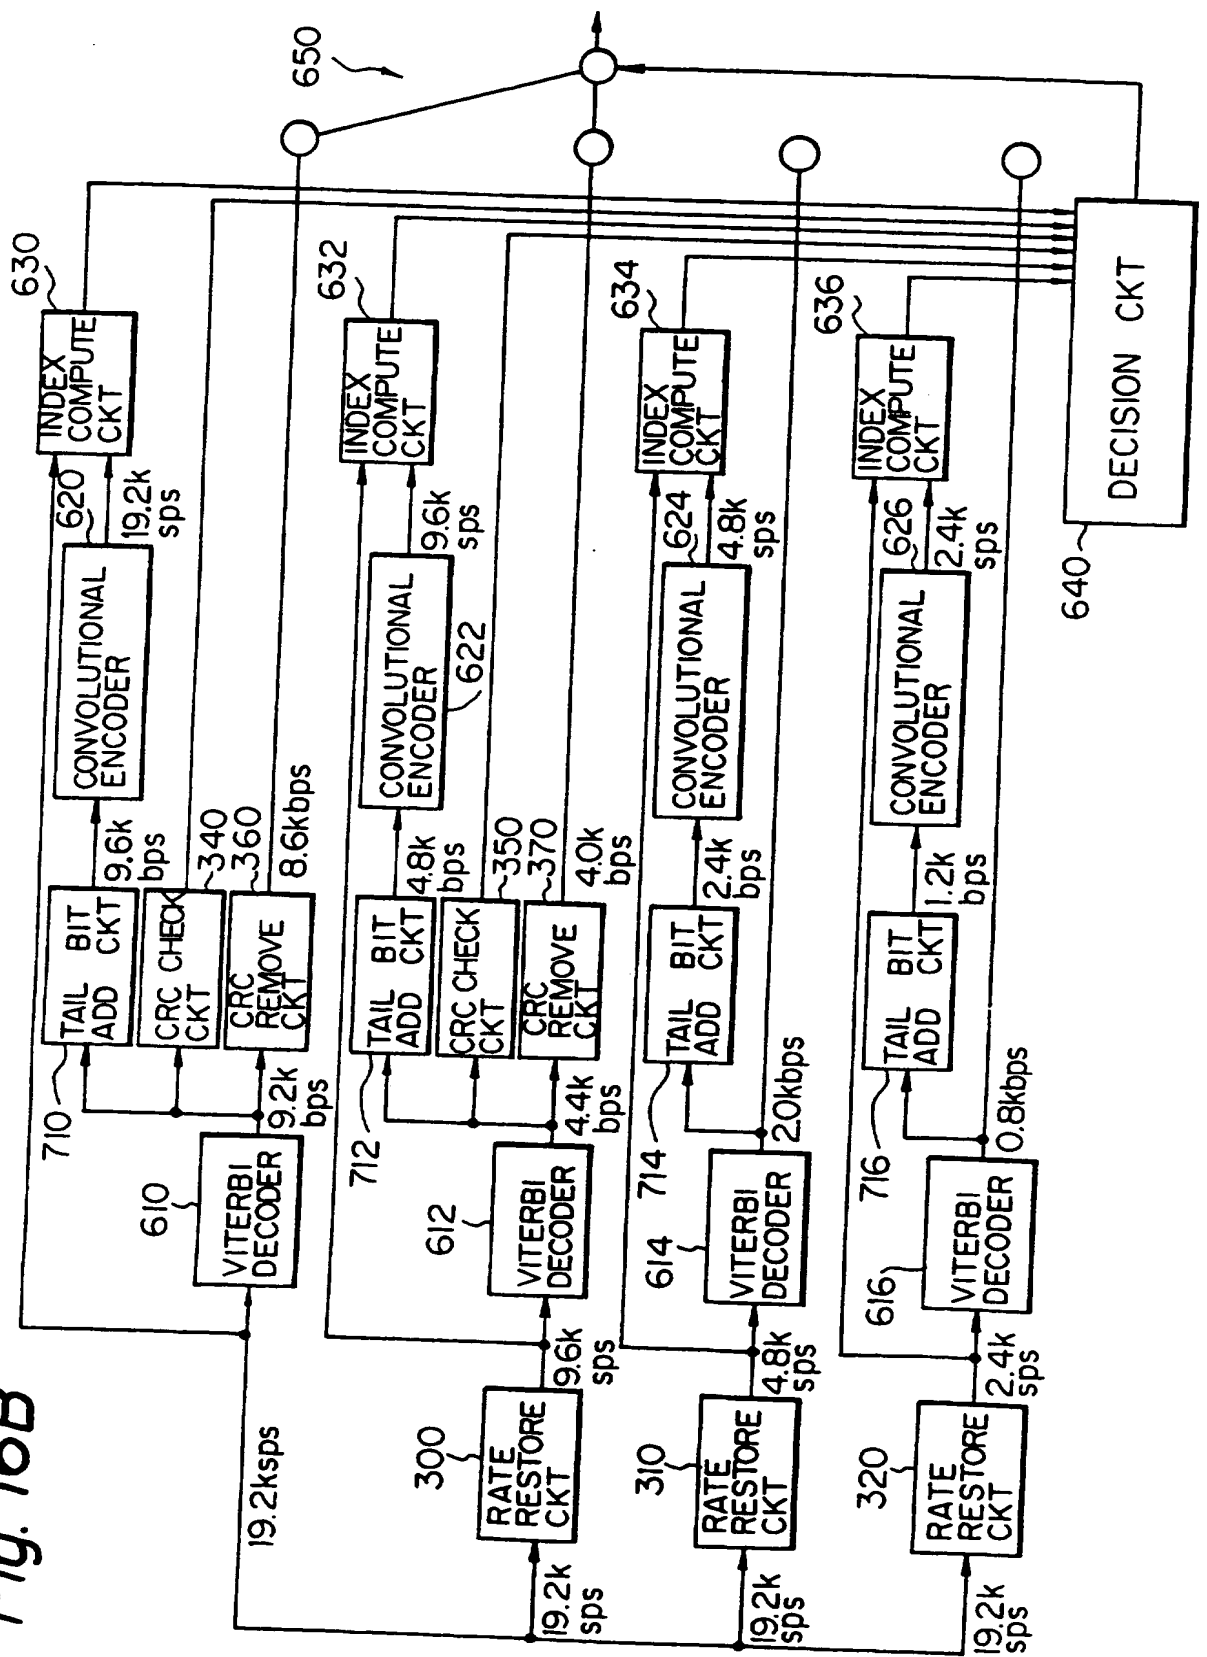 Fig. 16B
19.2ksps
610
VITERBI
DECODER
9.2k
bps
710
TAIL BIT
ADD CKT
CRC CHECK
CKT
340
CRC
REMOVE
CKT
360
8.6kbps
9.6k
bps
CONVOLUTIONAL
ENCODER
620
19.2k
sps
630
INDEX
COMPUTE
CKT
650
19.2k
sps
300
RATE
RESTORE
CKT
9.6k
sps
612
VITERBI
DECODER
4.4k
bps
712
TAIL BIT
ADD CKT
CRC CHECK
CKT
350
CRC
REMOVE
CKT
370
4.0k
bps
4.8k
bps
CONVOLUTIONAL
ENCODER
622
9.6k
sps
632
INDEX
COMPUTE
CKT
19.2k
sps
310
RATE
RESTORE
CKT
4.8k
sps
614
VITERBI
DECODER
2.0kbps
714
TAIL BIT
ADD CKT
2.4k
bps
CONVOLUTIONAL
ENCODER
624
4.8k
sps
634
INDEX
COMPUTE
CKT
19.2k
sps
320
RATE
RESTORE
CKT
2.4k
sps
616
VITERBI
DECODER
0.8kbps
716
TAIL BIT
ADD CKT
1.2k
bps
CONVOLUTIONAL
ENCODER
626
2.4k
sps
636
INDEX
COMPUTE
CKT
640
DECISION CKT